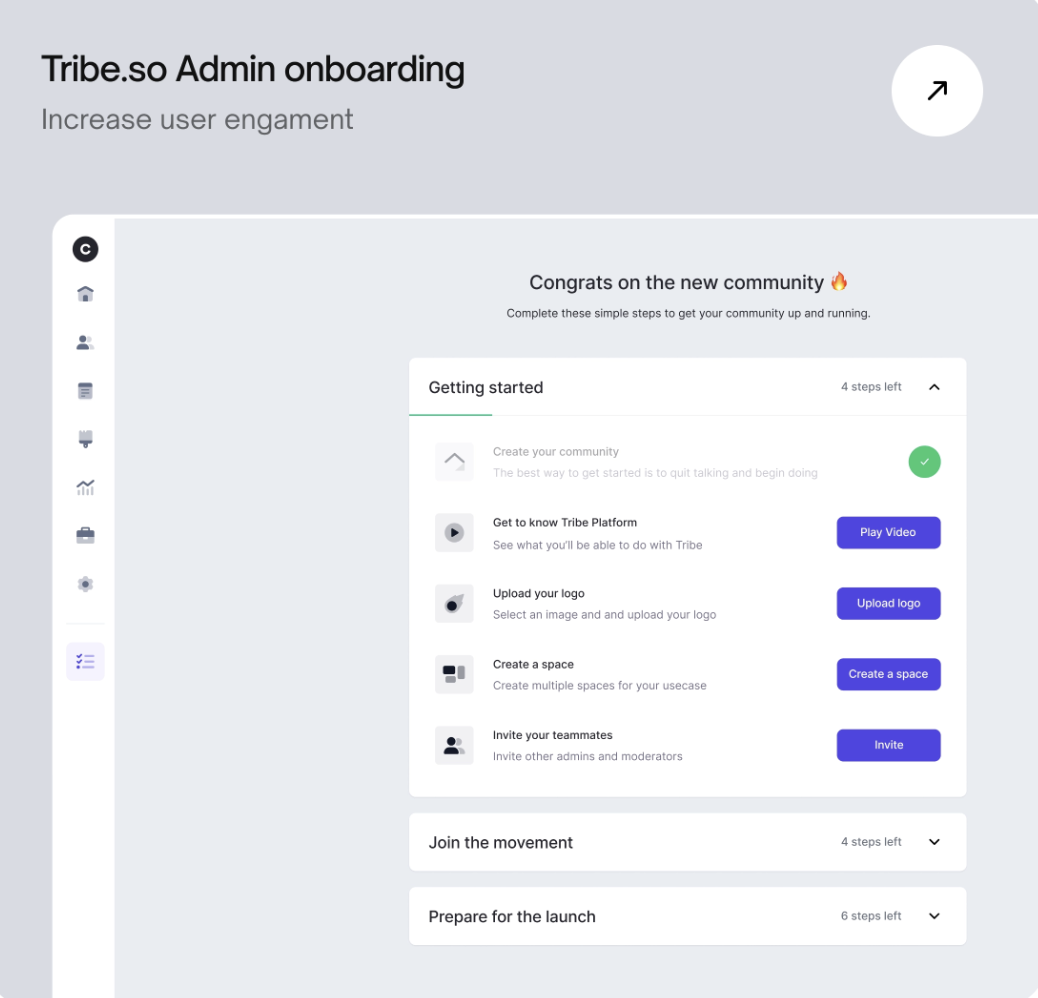 Tribe.so Admin onboarding
Increase user engament
C
Congrats on the new community 🔥
Complete these simple steps to get your community up and running.
Getting started
4 steps left
Create your community
The best way to get started is to quit talking and begin doing
Get to know Tribe Platform
See what you'll be able to do with Tribe
Play Video
Upload your logo
Select an image and and upload your logo
Upload logo
Create a space
Create multiple spaces for your usecase
Create a space
Invite your teammates
Invite other admins and moderators
Invite
Join the movement
4 steps left
Prepare for the launch
6 steps left